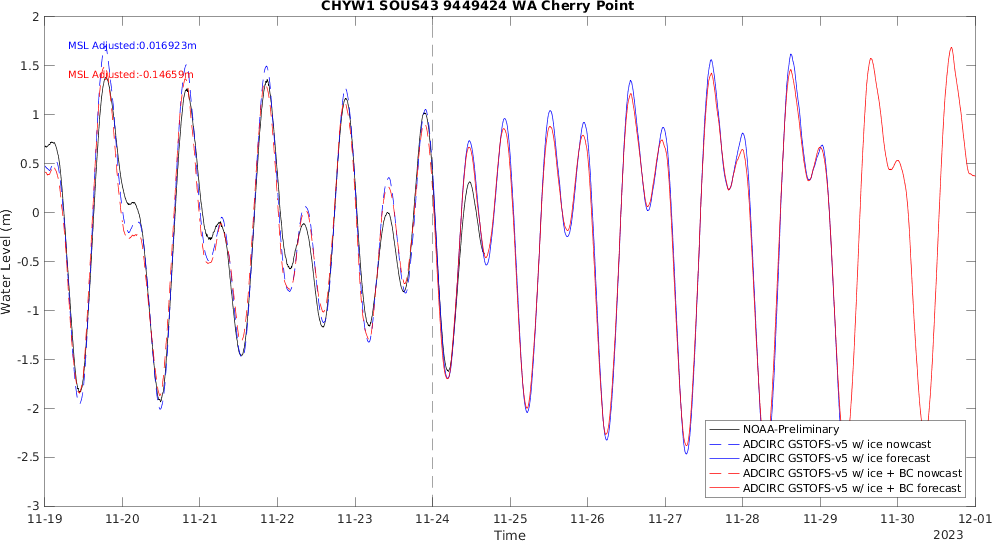 CHYW1 SOUS43 9449424 WA Cherry Point
MSL Adjusted:0.016923m
MSL Adjusted:-0.14659m
Water Level (m)
2
1.5
1
0.5
0
-0.5
-1
-1.5
-2
-2.5
-3
NOAA-Preliminary
ADCIRC GSTOFS-v5 w/ ice nowcast
ADCIRC GSTOFS-v5 w/ ice forecast
ADCIRC GSTOFS-v5 w/ ice + BC nowcast
ADCIRC GSTOFS-v5 w/ ice + BC forecast
11-19 11-20 11-21 11-22 11-23 11-24 11-25 11-26 11-27 11-28 11-29 11-30 12-01
Time
2023